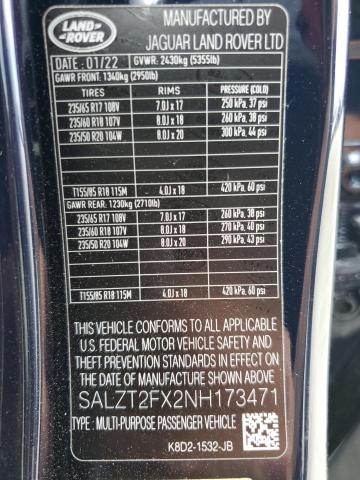 LAND-
ROVER
MANUFACTURED BY
JAGUAR LAND ROVER LTD
DATE : 01/22 GVWR: 2430kg (5355lb)
GAWR FRONT: 1340kg (2950lb)
TIRES RIMS PRESSURE (COLD)
235/65 R17 108V 7.0J x 17 250 kPa, 37 psi
235/60 R18 107V 8.0J x 18 260 kPa, 38 psi
235/50 R20 104W 8.0J x 20 300 kPa, 44 psi
T155/85 R18 115M 4.0J x 18 420 kPa, 60 psi
GAWR REAR: 1230kg (2710lb)
235/65 R17 108V 7.0J x 17 260 kPa, 38 psi
235/60 R18 107V 8.0J x 18 270 kPa, 40 psi
235/50 R20 104W 8.0J x 20 290 kPa, 43 psi
T155/85 R18 115M 4.0J x 18 420 kPa, 60 psi
THIS VEHICLE CONFORMS TO ALL APPLICABLE
U.S. FEDERAL MOTOR VEHICLE SAFETY AND
THEFT PREVENTION STANDARDS IN EFFECT ON
THE DATE OF MANUFACTURE SHOWN ABOVE
SALZT2FX2NH173471
TYPE : MULTI-PURPOSE PASSENGER VEHICLE
K8D2-1532-JB